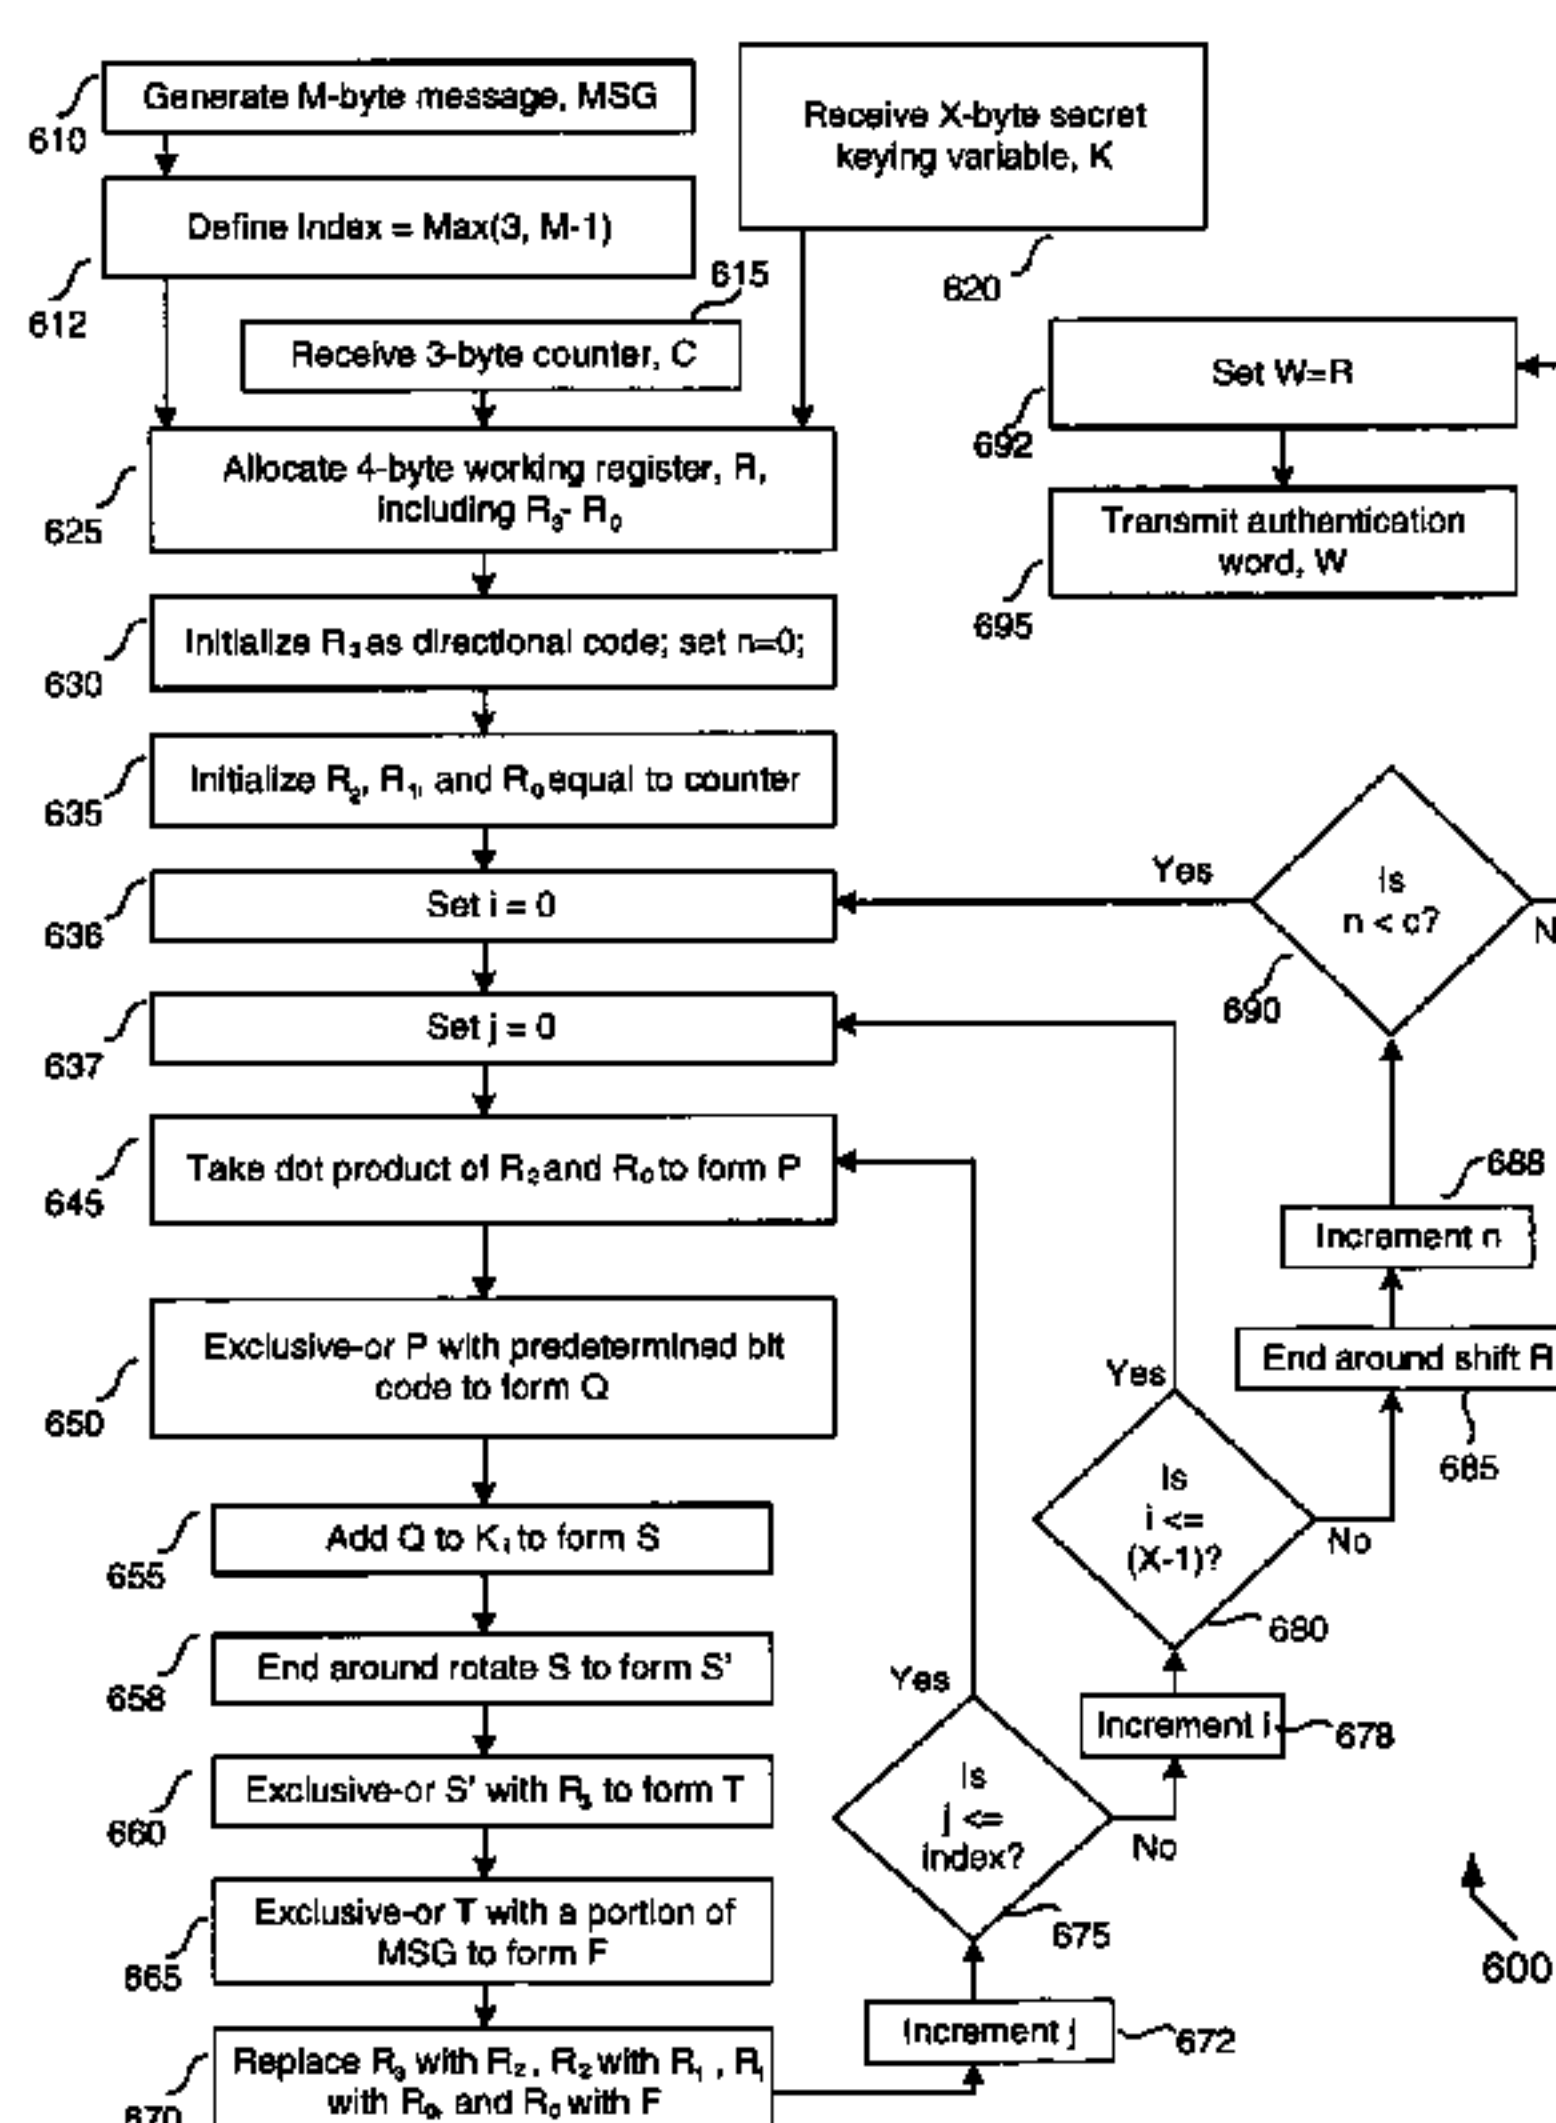 Generate M-byte message, MSG
610
Define Index = Max(3, M-1)
612
Receive X-byte secret
keying variable, K
620
615
Receive 3-byte counter, C
Allocate 4-byte working register, R,
including R3- R0
625
Set W=R
692
Transmit authentication
word, W
695
Initialize R3 as directional code; set n=0;
630
Initialize R2, R1, and R0 equal to counter
635
Set i = 0
636
Yes
Is
n < c?
N
690
Set j = 0
637
Take dot product of R2 and R0 to form P
645
688
Increment n
End around shift R
685
Exclusive-or P with predetermined bit
code to form Q
650
Yes
Is
i <=
(X-1)?
No
680
Add Q to Ki to form S
655
End around rotate S to form S'
658
Increment i
678
Exclusive-or S' with R3 to form T
660
Yes
Is
j <=
index?
No
675
Exclusive-or T with a portion of
MSG to form F
665
Increment j
672
Replace R3 with R2, R2 with R1, R1
with R0, and R0 with F
670
600